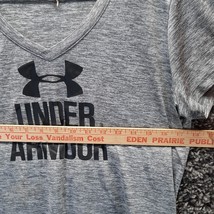 UNDER
Your Loss Vandalism Cost EDEN PRAIRIE PUBL
ARMOUR